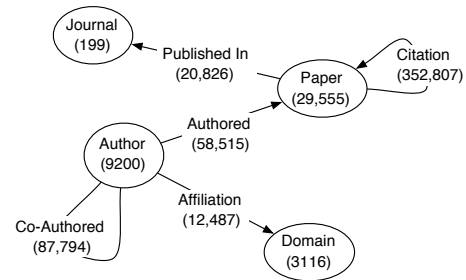 Journal
(199)
Published In
(20,826)
Citation
(352,807)
Paper
(29,555)
Authored
(58,515)
Author
(9200)
Affiliation
(12,487)
Co-Authored
(87,794)
Domain
(3116)